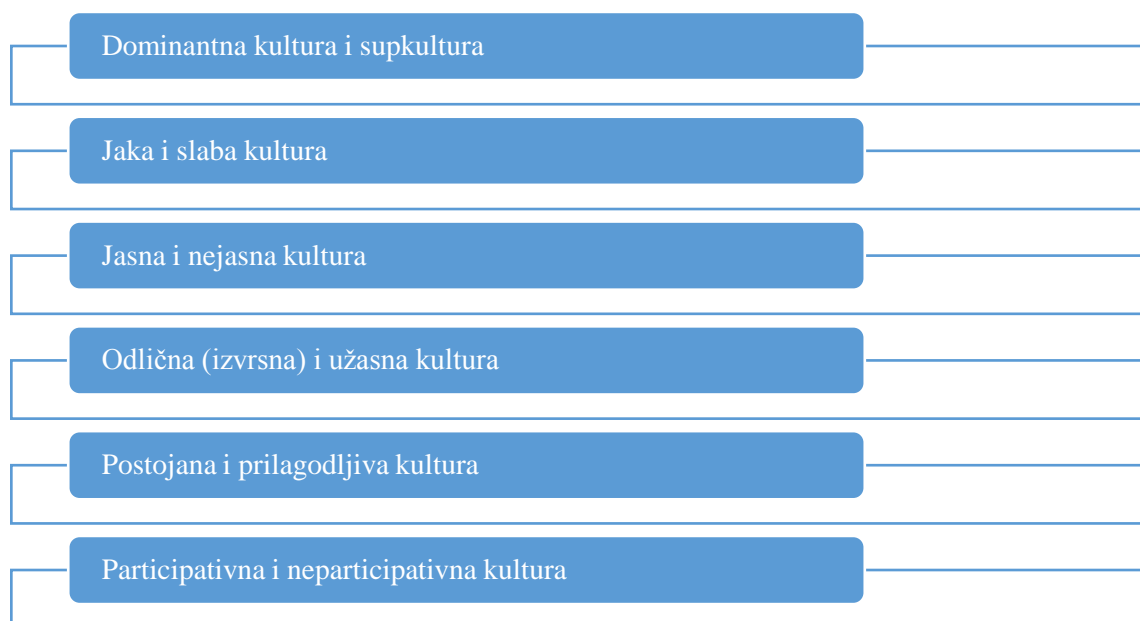 Dominantna kultura i supkultura
Jaka i slaba kultura
Jasna i nejasna kultura
Odlična (izvrsna) i užasna kultura
Postojana i prilagodljiva kultura
Participativna i neparticipativna kultura